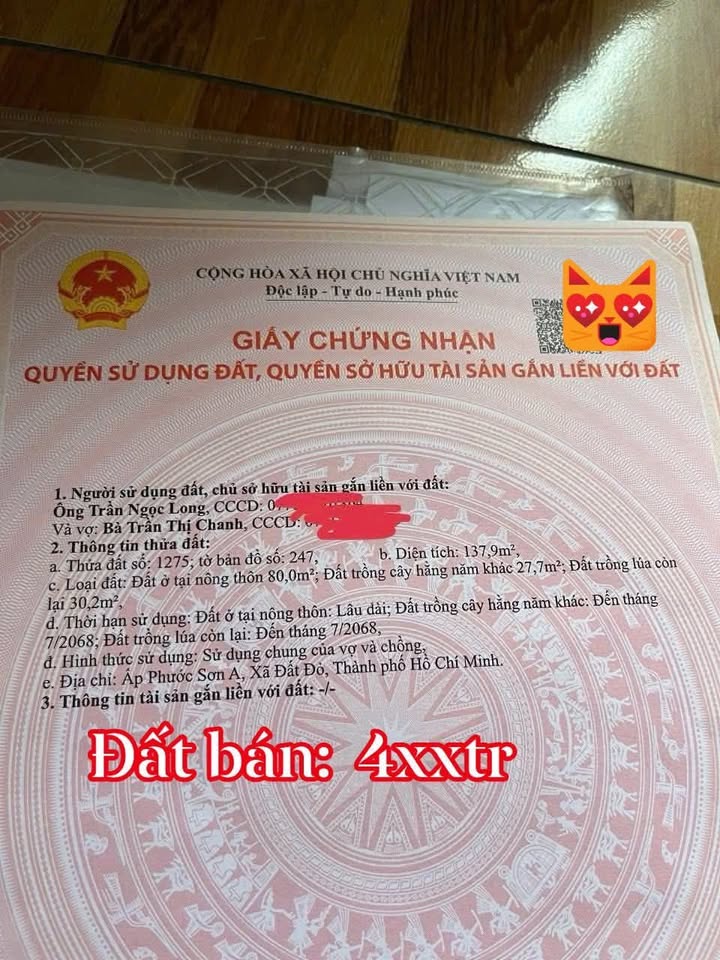 CỘNG HÒA XÃ HỘI CHỦ NGHĨA VIỆT NAM
Độc lập - Tự do - Hạnh phúc
GIẤY CHỨNG NHẬN
QUYỀN SỬ DỤNG ĐẤT, QUYỀN SỞ HỮU TÀI SẢN GẮN LIỀN VỚI ĐẤT
1. Người sử dụng đất, chủ sở hữu tài sản gắn liền với đất:
Ông Trần Ngọc Long, CCCD:
Và vợ: Bà Trần Thị Chanh, CCCD:
2. Thông tin thửa đất:
a. Thửa đất số: 1275; tờ bản đồ số: 247, b. Diện tích: 137,9m²,
c. Loại đất: Đất ở tại nông thôn 80,0m²; Đất trồng cây hằng năm khác 27,7m²; Đất trồng lúa còn
lại 30,2m²,
d. Thời hạn sử dụng: Đất ở tại nông thôn: Lâu dài; Đất trồng cây hằng năm khác: Đến tháng
7/2068; Đất trồng lúa còn lại: Đến tháng 7/2068,
đ. Hình thức sử dụng: Sử dụng chung của vợ và chồng,
e. Địa chỉ: Ấp Phước Sơn A, Xã Đất Đỏ, Thành phố Hồ Chí Minh.
3. Thông tin tài sản gắn liền với đất: -/-
Đất bán: 4xxtr